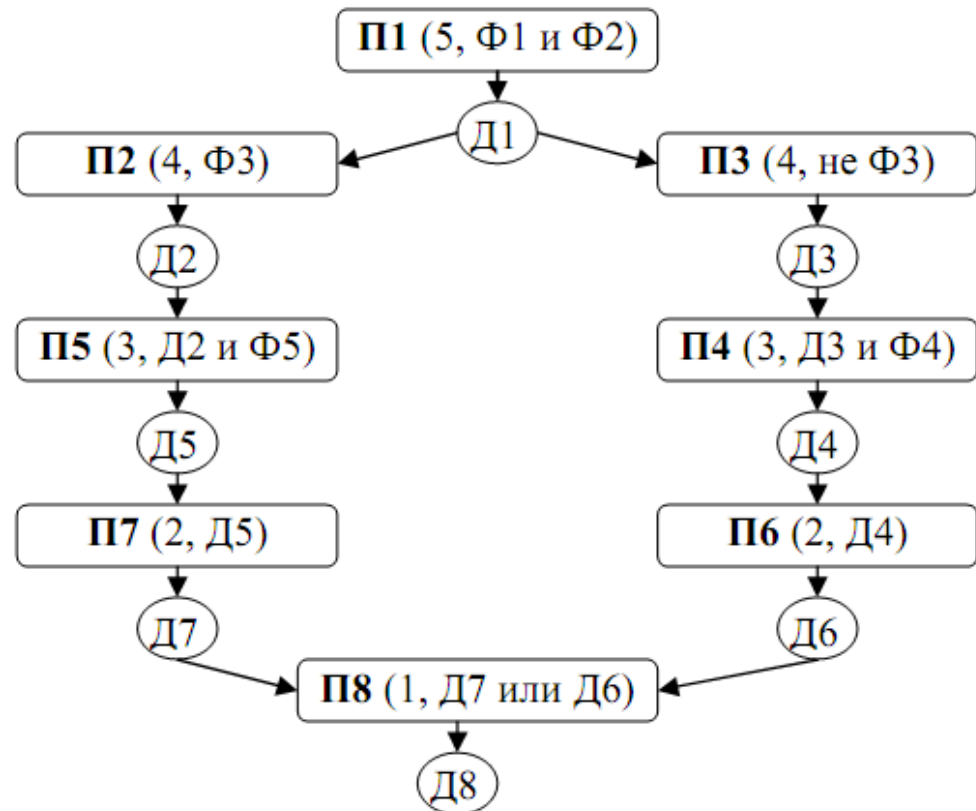 П1 (5, Ф1 и Ф2)
Д1
П2 (4, Ф3)
П3 (4, не Ф3)
Д2
Д3
П5 (3, Д2 и Ф5)
П4 (3, Д3 и Ф4)
Д5
Д4
П7 (2, Д5)
П6 (2, Д4)
Д7
Д6
П8 (1, Д7 или Д6)
Д8